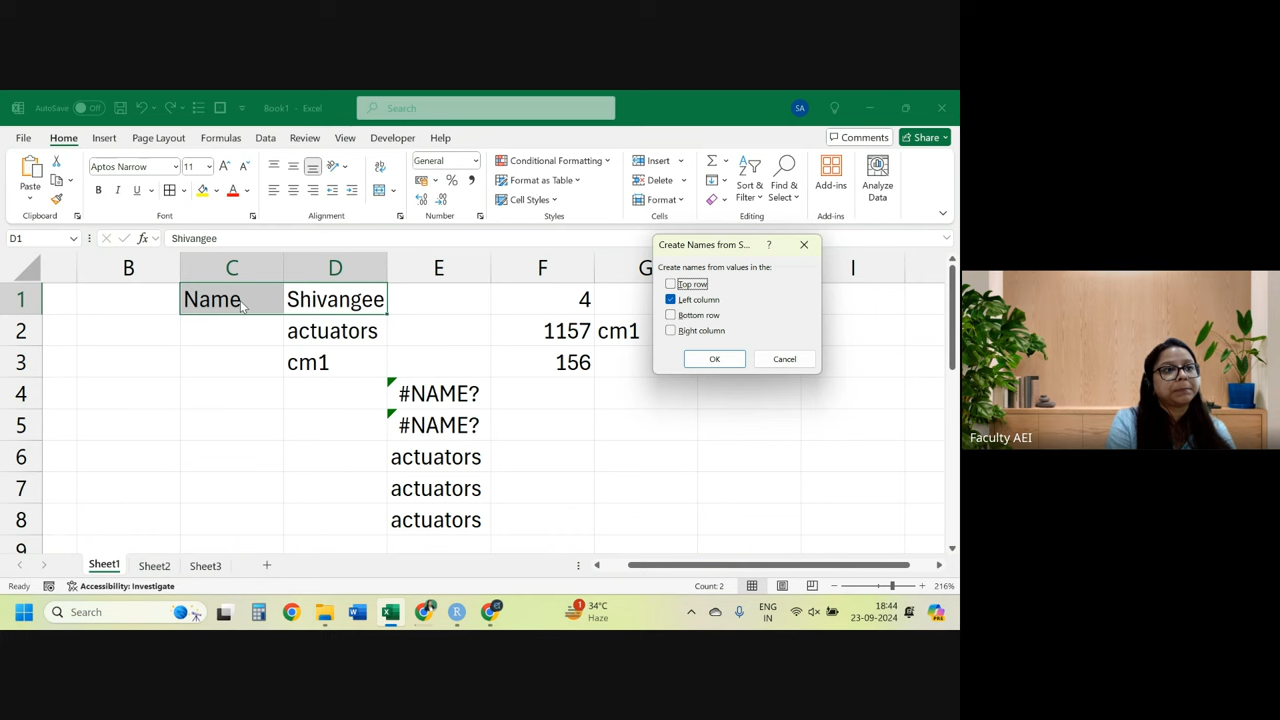 AutoSave Off Book1 - Excel Search SA
File Home Insert Page Layout Formulas Data Review View Developer Help Comments Share
Paste Aptos Narrow 11 A A General Conditional Formatting Insert Sort & Filter Find & Select Add-ins Analyze Data
B I U A % Format as Table Delete
Cell Styles Format
Clipboard Font Alignment Number Styles Cells Editing Add-ins
D1 fx Shivangee
Create Names from S... ?
Create names from values in the:
Top row
Left column
Bottom row
Right column
OK Cancel
B C D E F G I
1 Name Shivangee 4
2 actuators 1157 cm1
3 cm1 156
4 #NAME?
5 #NAME?
6 actuators
7 actuators
8 actuators
9
Sheet1 Sheet2 Sheet3
Ready Accessibility: Investigate Count: 2 216%
Search 34°C Haze ENG IN 18:44 23-09-2024
Faculty AEI